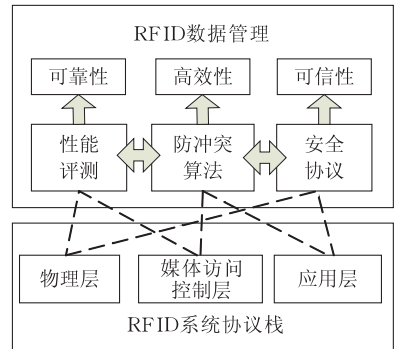 RFID数据管理
可靠性 高效性 可信性
性能 防冲突 安全
评测 算法 协议
物理层 媒体访问 应用层
控制层
RFID系统协议栈